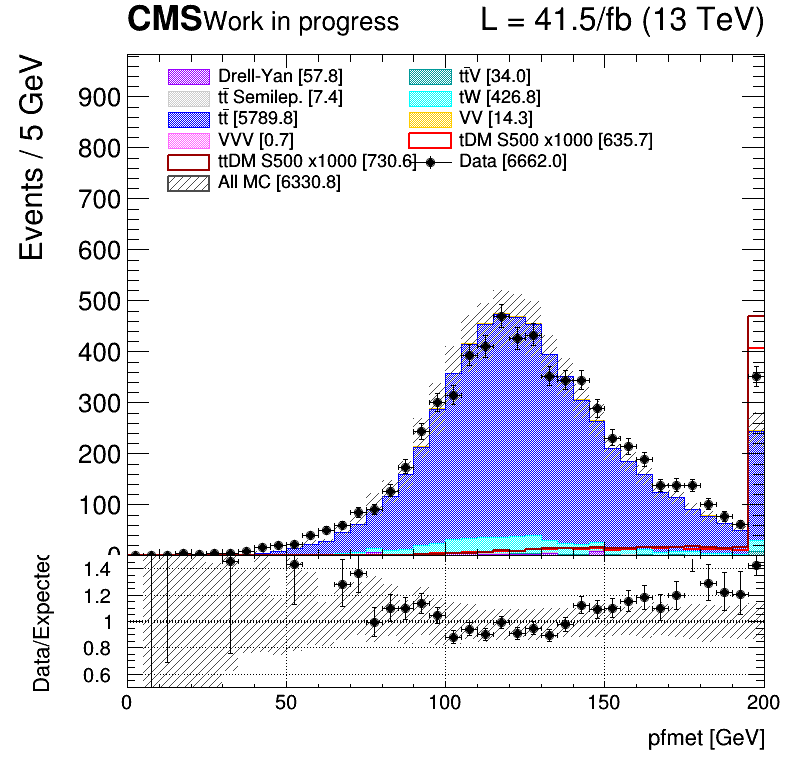 CMS Work in progress L = 41.5/fb (13 TeV)
Events / 5 GeV
Drell-Yan [57.8] tt̄V [34.0]
tt̄ Semilep. [7.4] tW [426.8]
tt̄ [5789.8] VV [14.3]
VVV [0.7] tDM S500 x1000 [635.7]
ttDM S500 x1000 [730.6] Data [6662.0]
All MC [6330.8]
900
800
700
600
500
400
300
200
100
0
Data/Expected
1.4
1.2
1
0.8
0.6
0 50 100 150 200
pfmet [GeV]